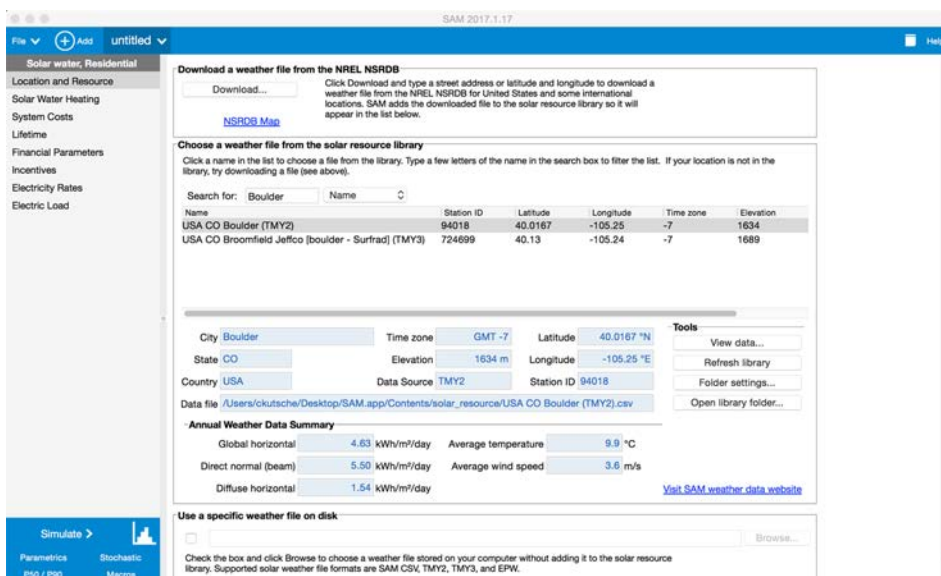 SAM 2017.1.17
File
Add
untitled
Help
Solar water, Residential
Location and Resource
Solar Water Heating
System Costs
Lifetime
Financial Parameters
Incentives
Electricity Rates
Electric Load
Simulate >
Parametrics Stochastic
P50 / P90 Macros
Download a weather file from the NREL NSRDB
Download...
NSRDB Map
Click Download and type a street address or latitude and longitude to download a
weather file from the NREL NSRDB for United States and some international
locations. SAM adds the downloaded file to the solar resource library so it will
appear in the list below.
Choose a weather file from the solar resource library
Click a name in the list to choose a file from the library. Type a few letters of the name in the search box to filter the list. If your location is not in the
library, try downloading a file (see above).
Search for: Boulder Name
Name Station ID Latitude Longitude Time zone Elevation
USA CO Boulder (TMY2) 94018 40.0167 -105.25 -7 1634
USA CO Broomfield Jeffco [boulder - Surfrad] (TMY3) 724699 40.13 -105.24 -7 1689
City Boulder Time zone GMT -7 Latitude 40.0167 °N
State CO Elevation 1634 m Longitude -105.25 °E
Country USA Data Source TMY2 Station ID 94018
Data file /Users/ckutsche/Desktop/SAM.app/Contents/solar_resource/USA CO Boulder (TMY2).csv
Tools
View data...
Refresh library
Folder settings...
Open library folder...
Annual Weather Data Summary
Global horizontal 4.63 kWh/m²/day Average temperature 9.9 °C
Direct normal (beam) 5.50 kWh/m²/day Average wind speed 3.6 m/s
Diffuse horizontal 1.54 kWh/m²/day
Visit SAM weather data website
Use a specific weather file on disk
Browse...
Check the box and click Browse to choose a weather file stored on your computer without adding it to the solar resource
library. Supported solar weather file formats are SAM CSV, TMY2, TMY3, and EPW.